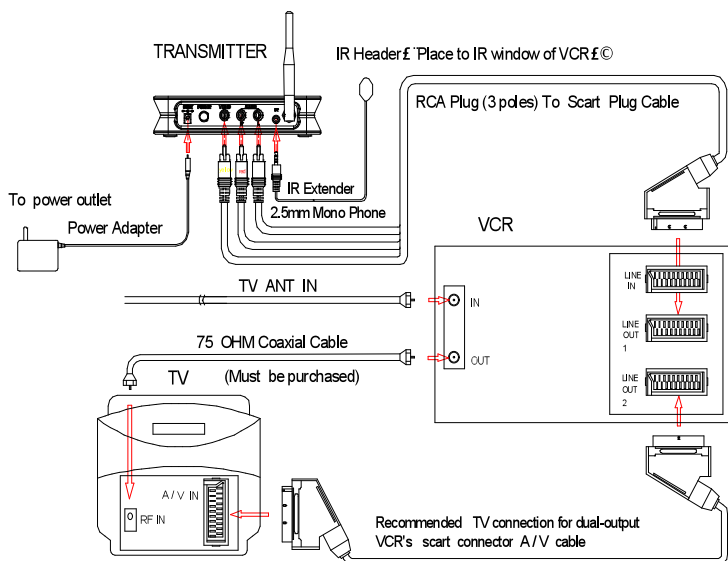 TRANSMITTER
IR Header£ ¨Place to IR window of VCR£ ©
RCA Plug (3 poles) To Scart Plug Cable
IR Extender
2.5mm Mono Phone
To power outlet
Power Adapter
VCR
TV ANT IN
IN
LINE
IN
75 OHM Coaxial Cable
(Must be purchased)
OUT
LINE
OUT
1
LINE
OUT
2
TV
A / V IN
RF IN
Recommended TV connection for dual-output
VCR's scart connector A / V cable